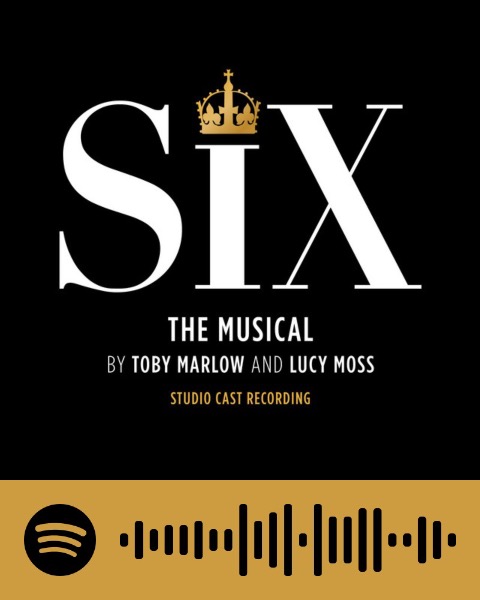 SIX
THE MUSICAL
BY TOBY MARLOW AND LUCY MOSS
STUDIO CAST RECORDING